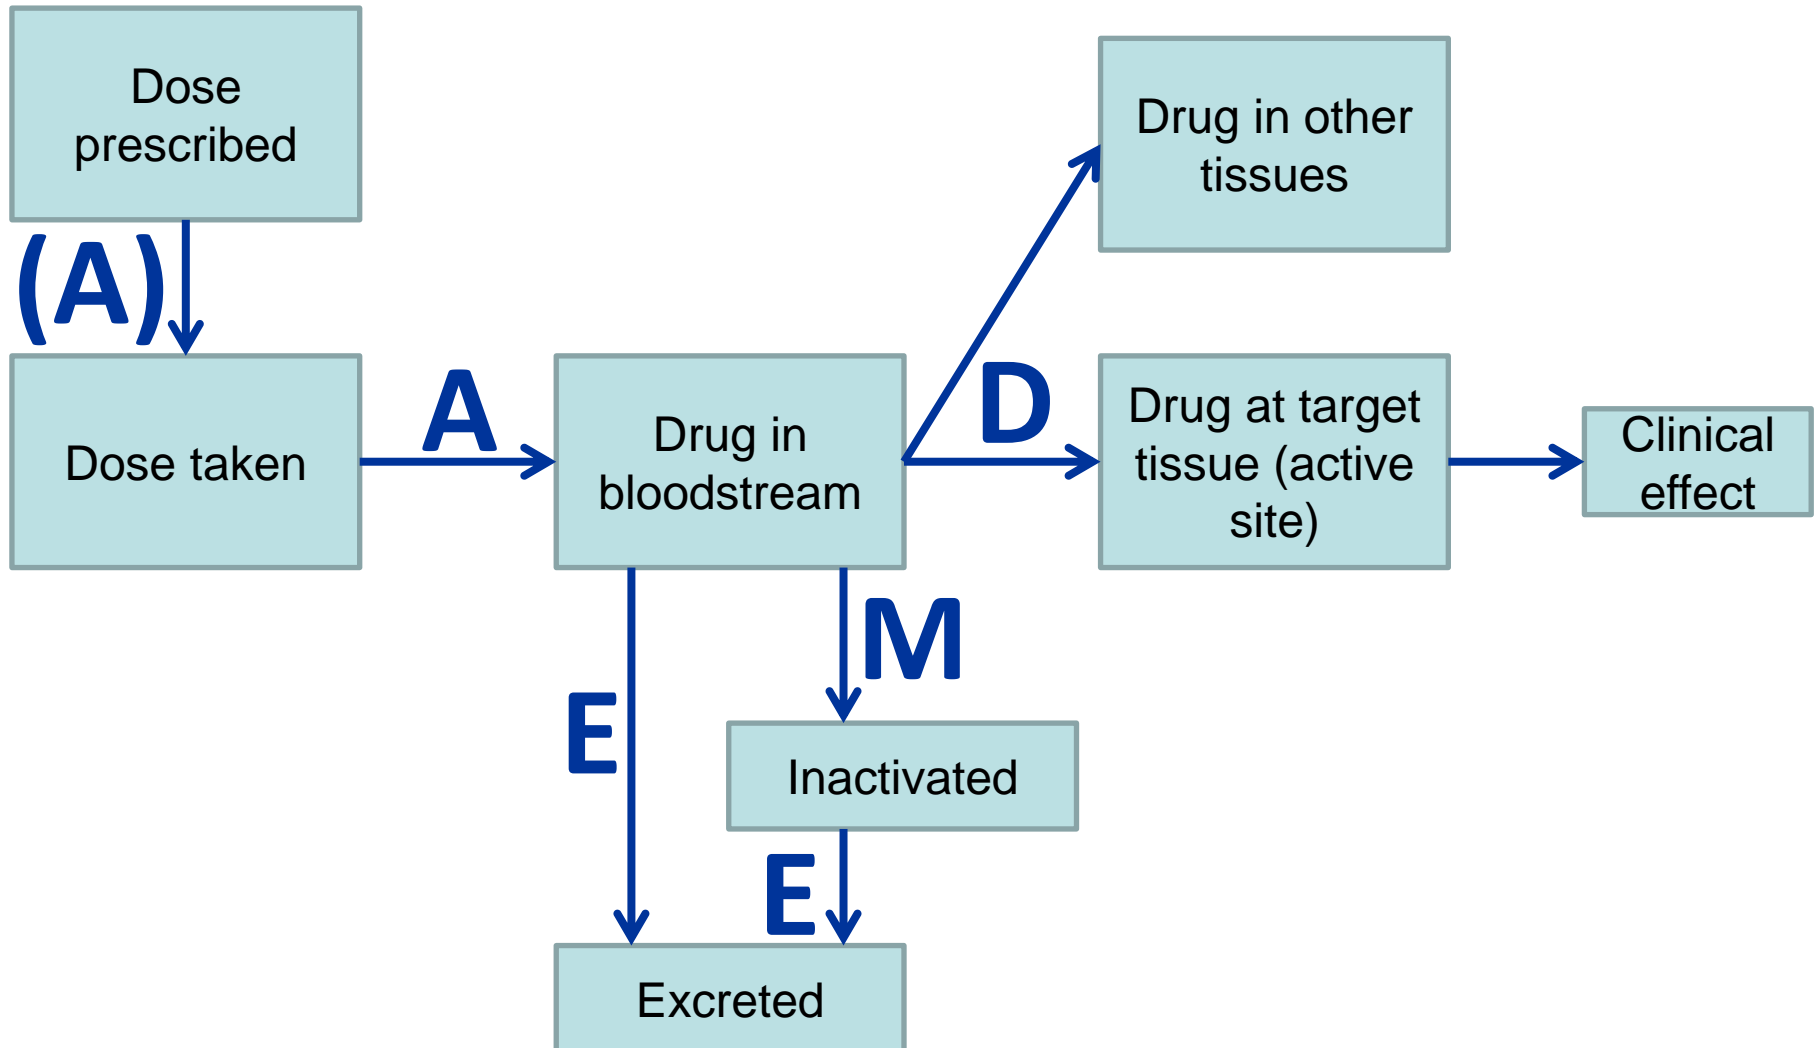 Dose
prescribed
Drug in other
tissues
(A)
Dose taken
A
Drug in
bloodstream
D
Drug at target
tissue (active
site)
Clinical
effect
E
M
Inactivated
E
Excreted